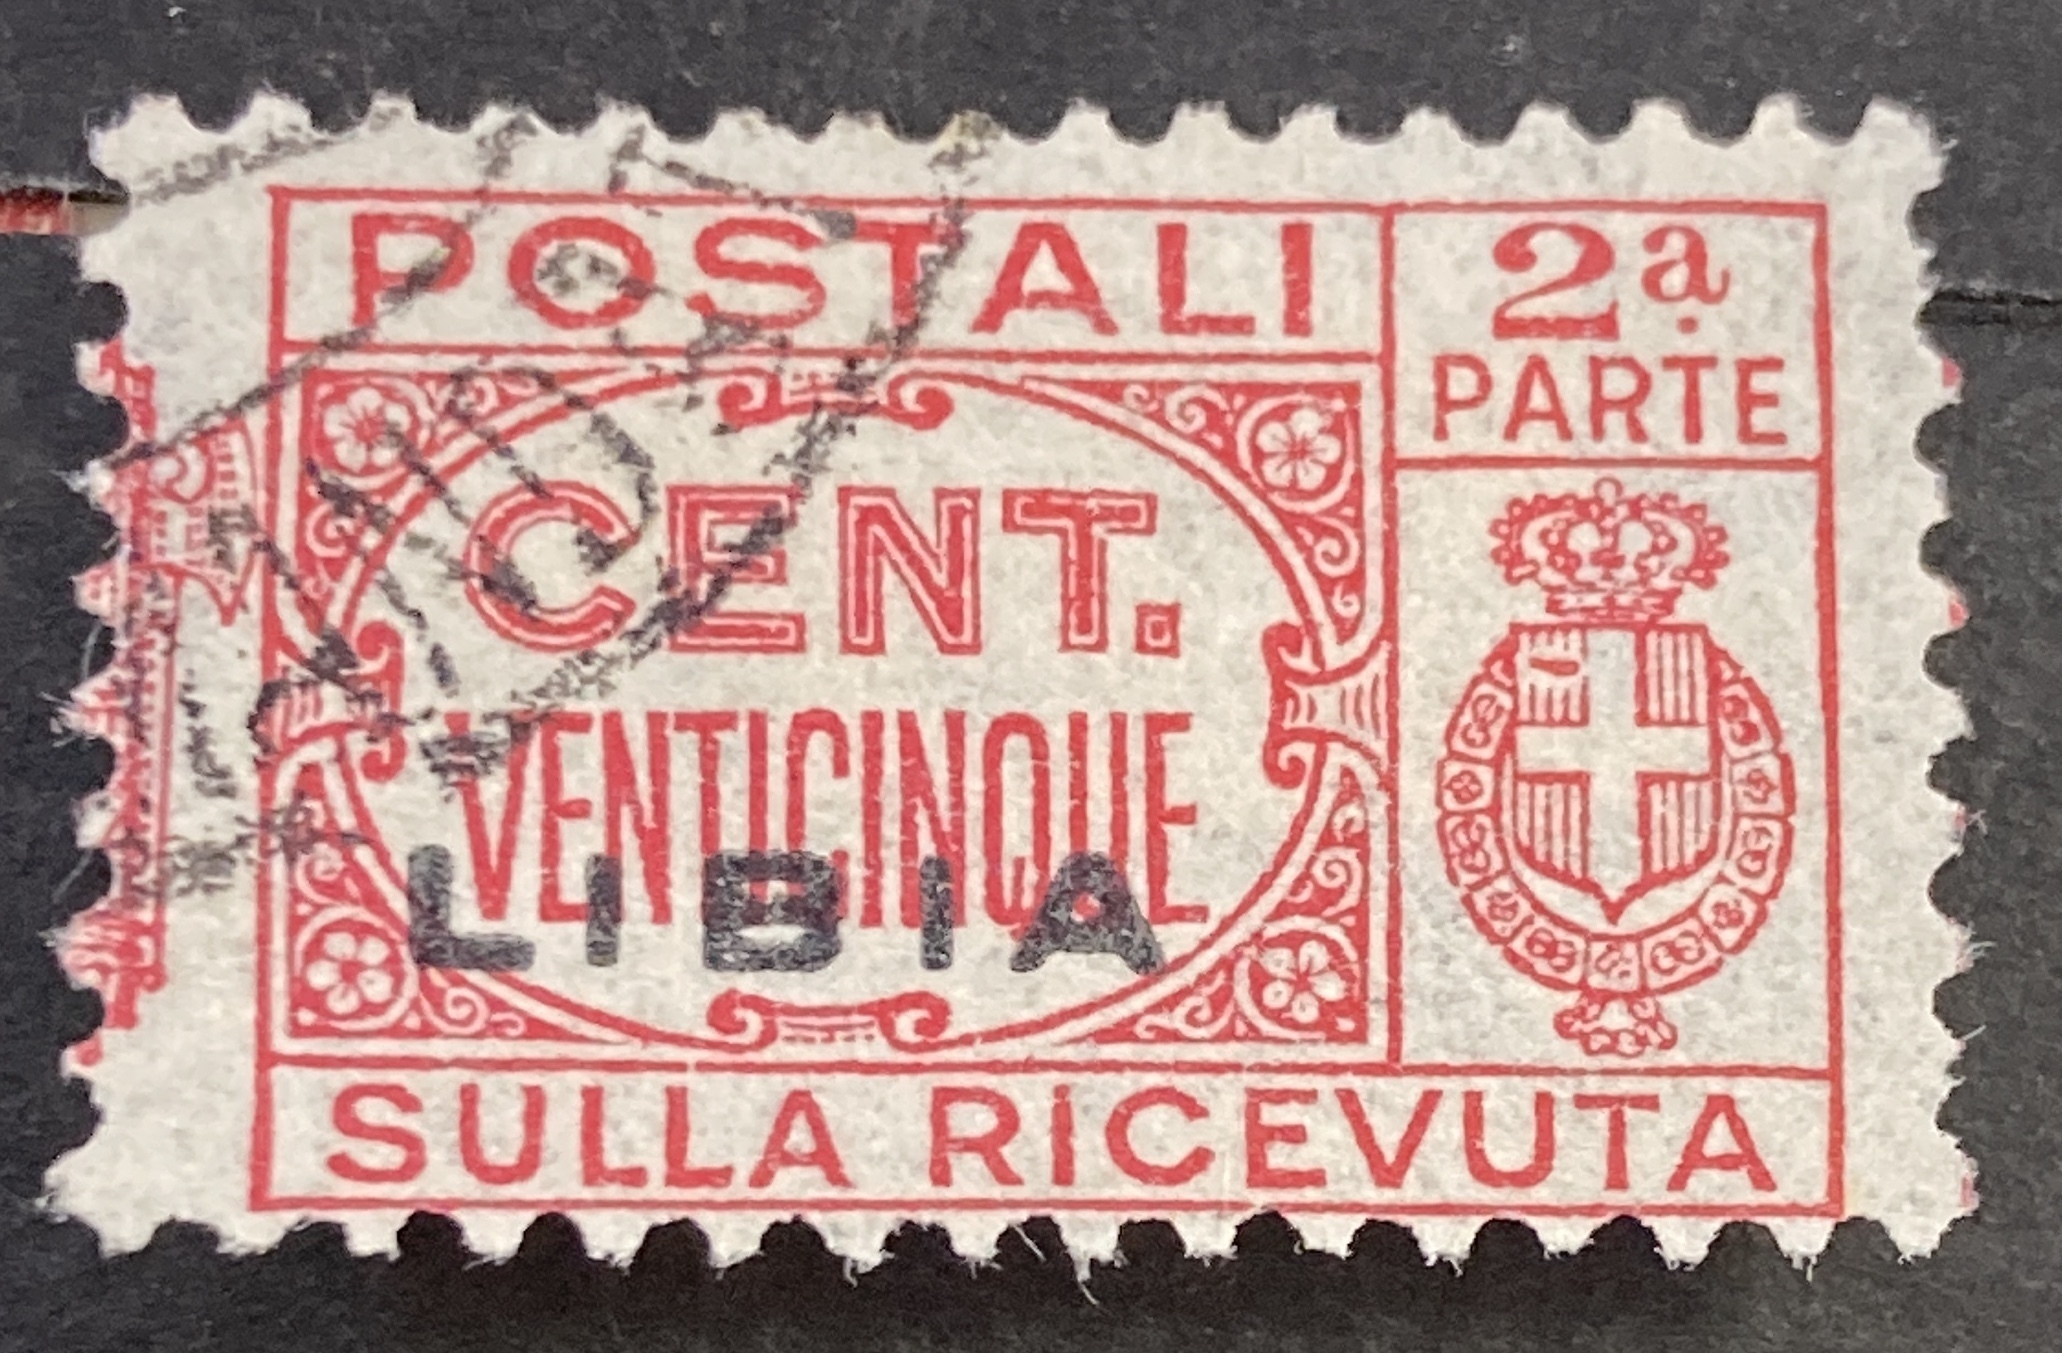 POSTALI
2ª
PARTE
CENT.
VENTICINQUE
LIBIA
SULLA RICEVUTA